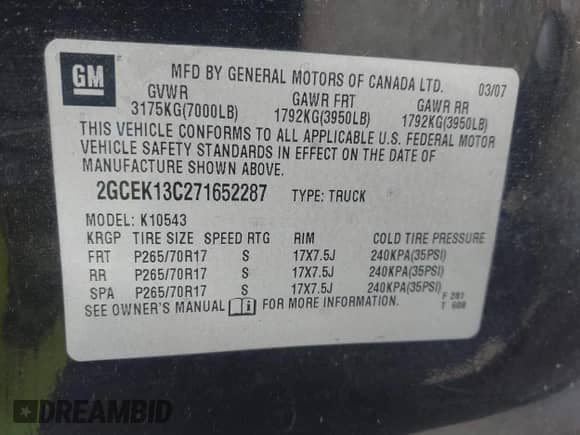 GM
MFD BY GENERAL MOTORS OF CANADA LTD. 03/07
GVWR GAWR FRT GAWR RR
3175KG(7000LB) 1792KG(3950LB) 1792KG(3950LB)
THIS VEHICLE CONFORMS TO ALL APPLICABLE U.S. FEDERAL MOTOR
VEHICLE SAFETY STANDARDS IN EFFECT ON THE DATE OF
MANUFACTURE SHOWN ABOVE.
2GCEK13C271652287 TYPE: TRUCK
MODEL: K10543
KRGP TIRE SIZE SPEED RTG RIM COLD TIRE PRESSURE
FRT P265/70R17 S 17X7.5J 240KPA(35PSI)
RR P265/70R17 S 17X7.5J 240KPA(35PSI)
SPA P265/70R17 S 17X7.5J 240KPA(35PSI)
SEE OWNER'S MANUAL i FOR MORE INFORMATION.
F 281
T 608
DREAMBID